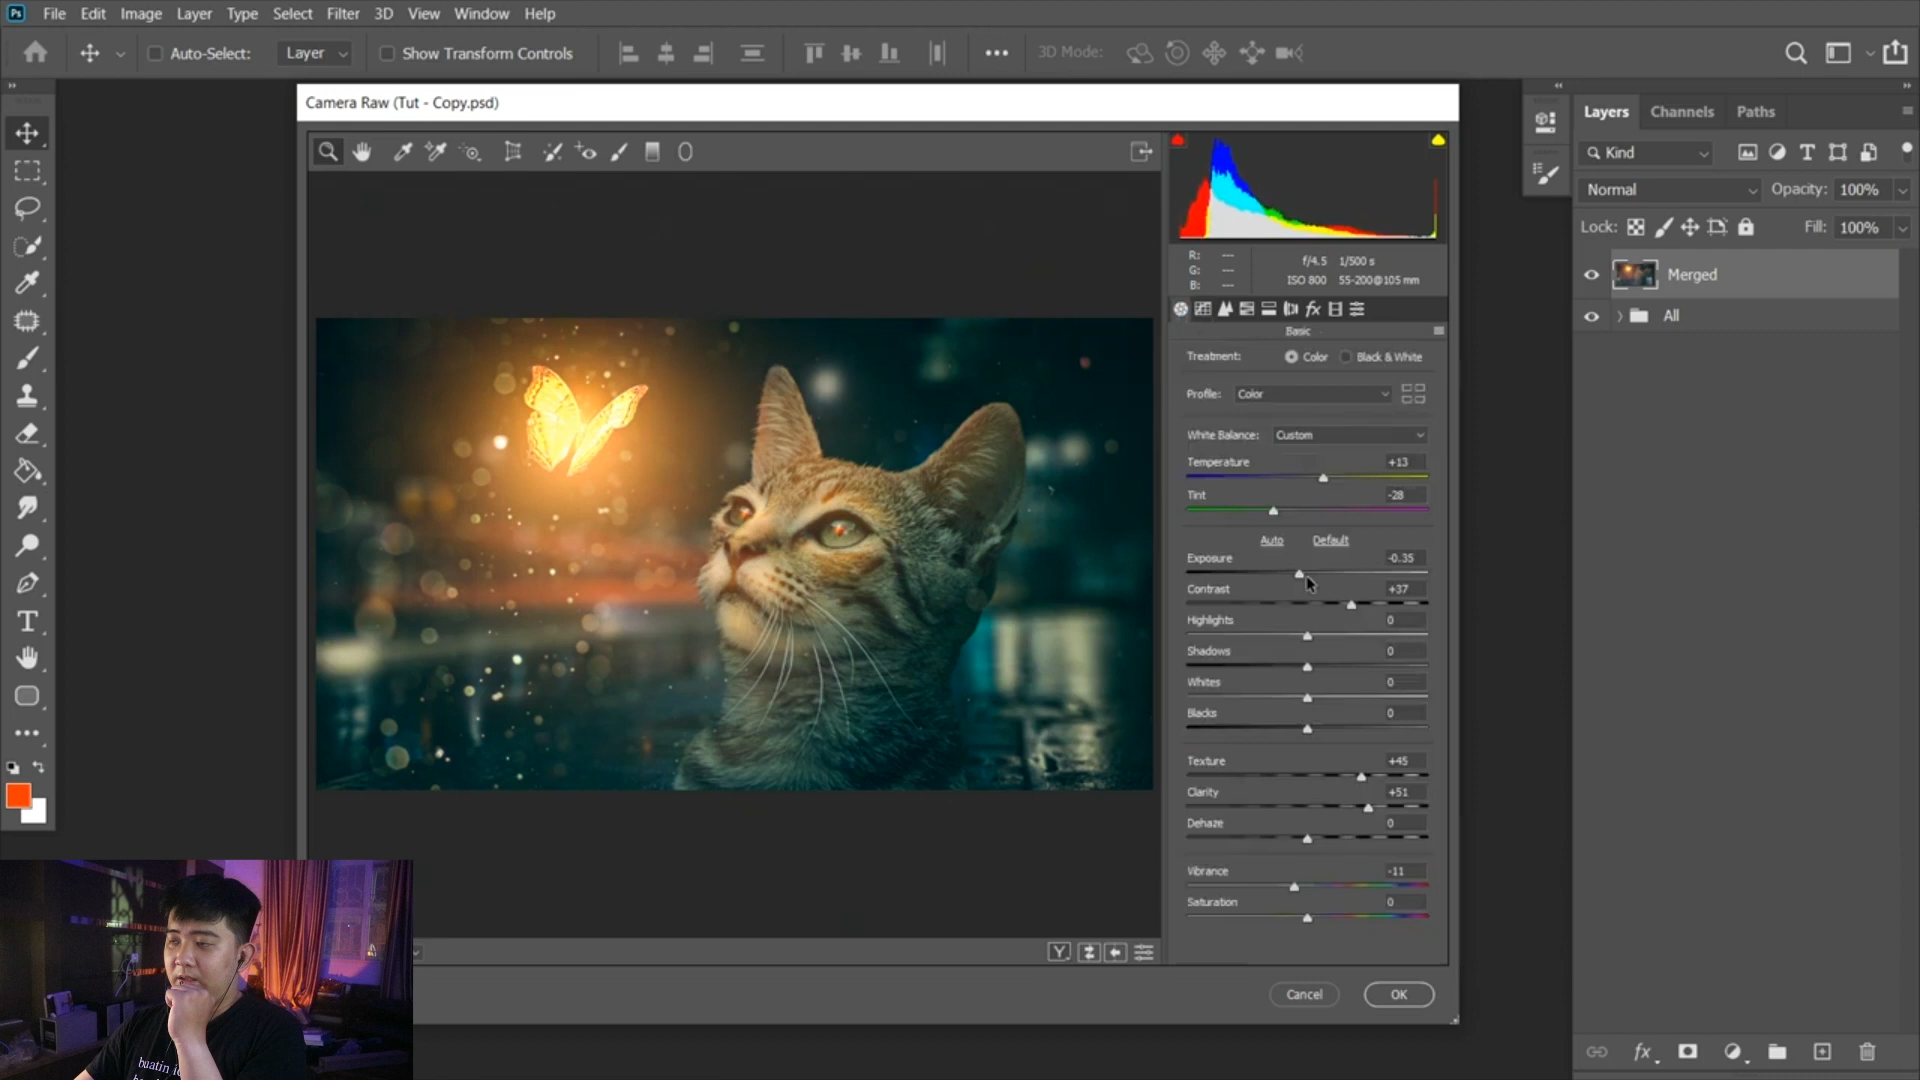 Ps File Edit Image Layer Type Select Filter 3D View Window Help
Auto-Select: Layer Show Transform Controls 3D Mode:
Camera Raw (Tut - Copy.psd)
R: ---
G: ---
B: ---
f/4.5 1/500 s
ISO 800 55-200@105 mm
fx
Basic
Treatment: Color Black & White
Profile: Color
White Balance: Custom
Temperature +13
Tint -28
Auto Default
Exposure -0.35
Contrast +37
Highlights 0
Shadows 0
Whites 0
Blacks 0
Texture +45
Clarity +51
Dehaze 0
Vibrance -11
Saturation 0
Y
Cancel OK
Layers Channels Paths
Kind
Normal Opacity: 100%
Lock: Fill: 100%
Merged
All
fx
buatin